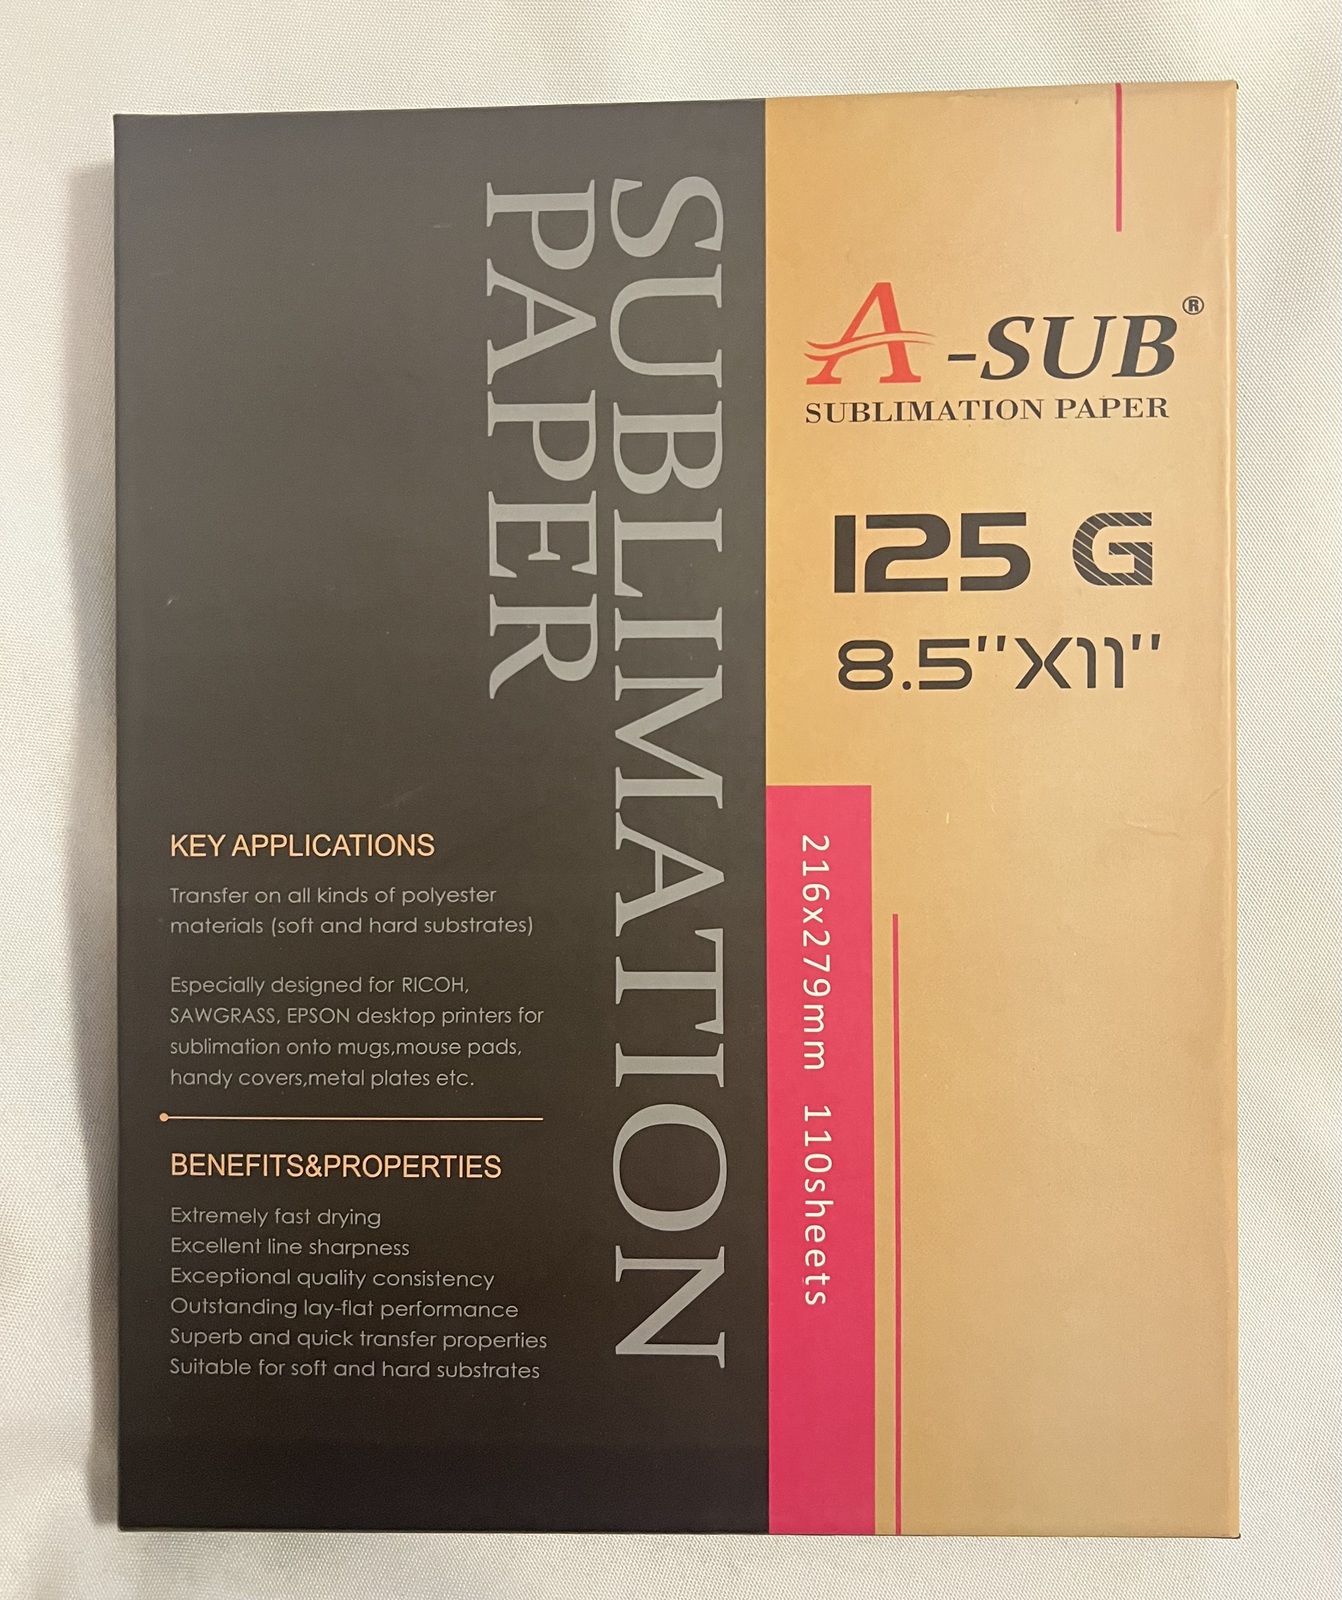 SUBLIMATION
PAPER
A-SUB®
SUBLIMATION PAPER
125 G
8.5"X11"
216x279mm 110sheets
KEY APPLICATIONS
Transfer on all kinds of polyester
materials (soft and hard substrates)
Especially designed for RICOH,
SAWGRASS, EPSON desktop printers for
sublimation onto mugs,mouse pads,
handy covers,metal plates etc.
BENEFITS&PROPERTIES
Extremely fast drying
Excellent line sharpness
Exceptional quality consistency
Outstanding lay-flat performance
Superb and quick transfer properties
Suitable for soft and hard substrates